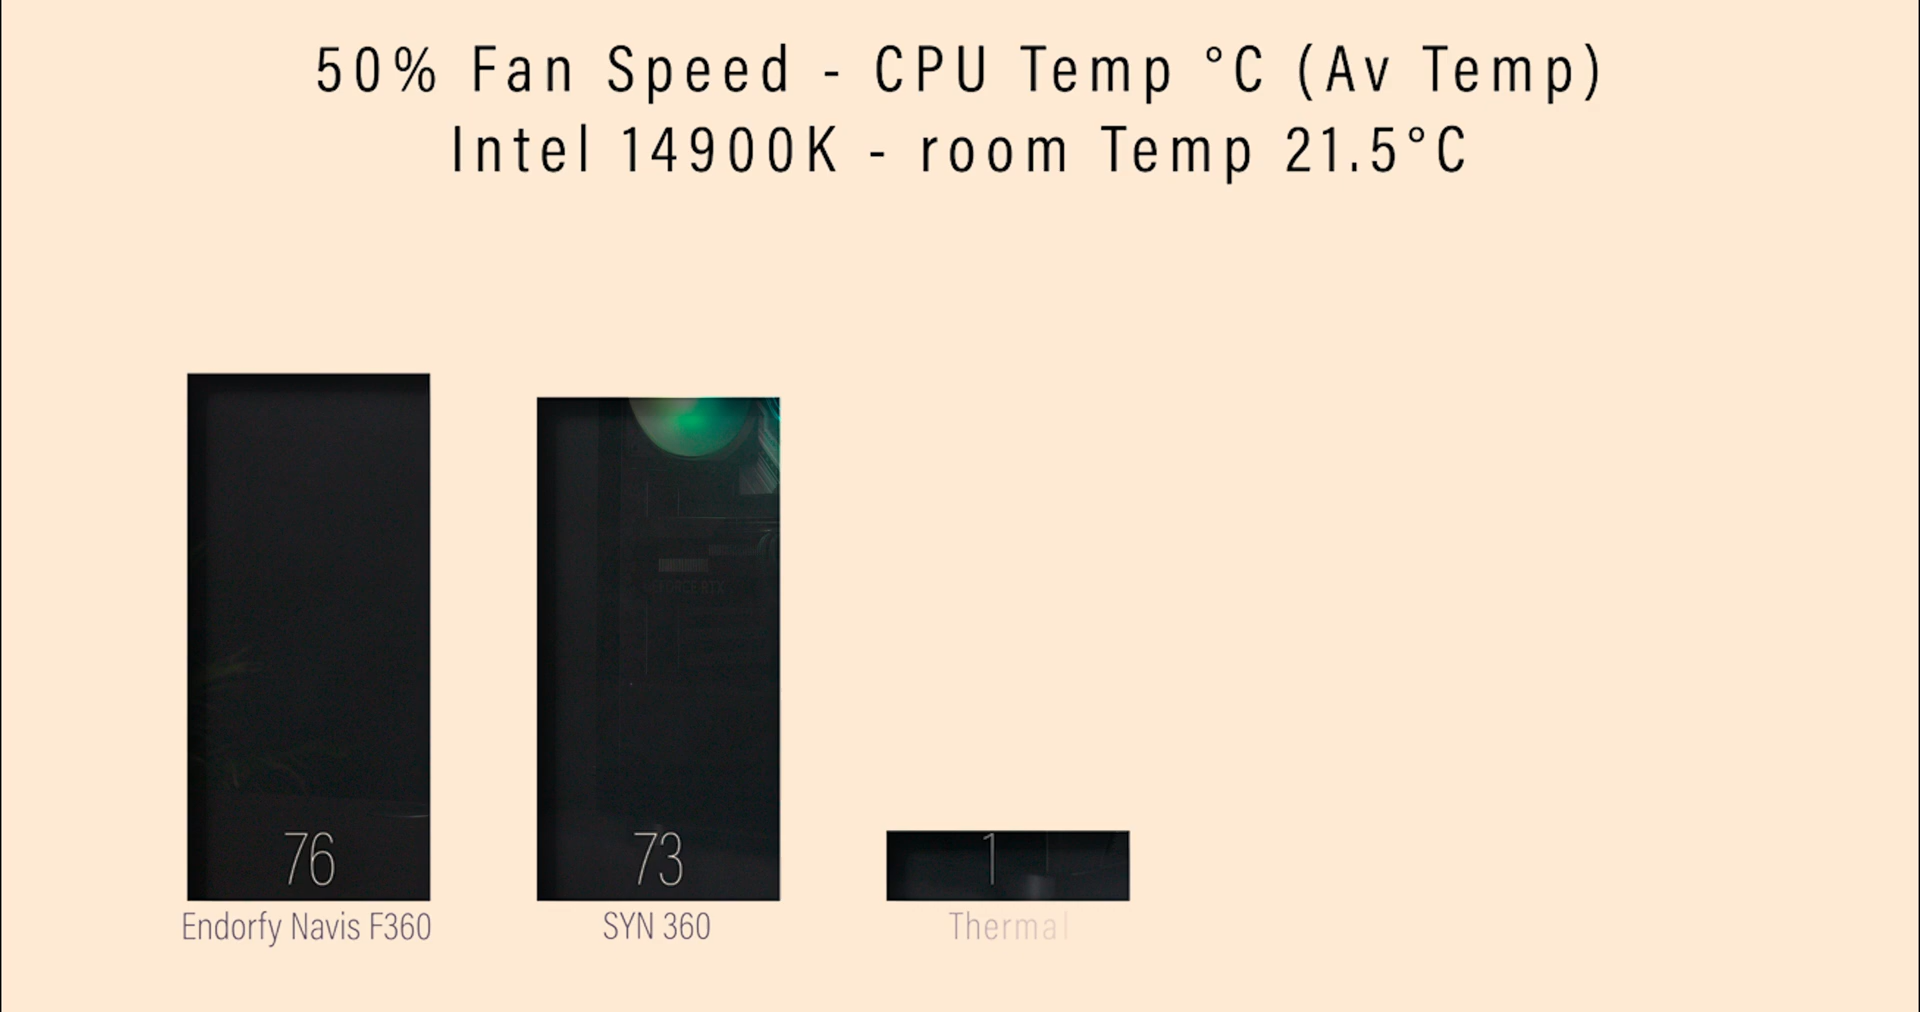 50% Fan Speed - CPU Temp °C (Av Temp)
Intel 14900K - room Temp 21.5°C
76
73
1
Endorfy Navis F360
SYN 360
Thermal